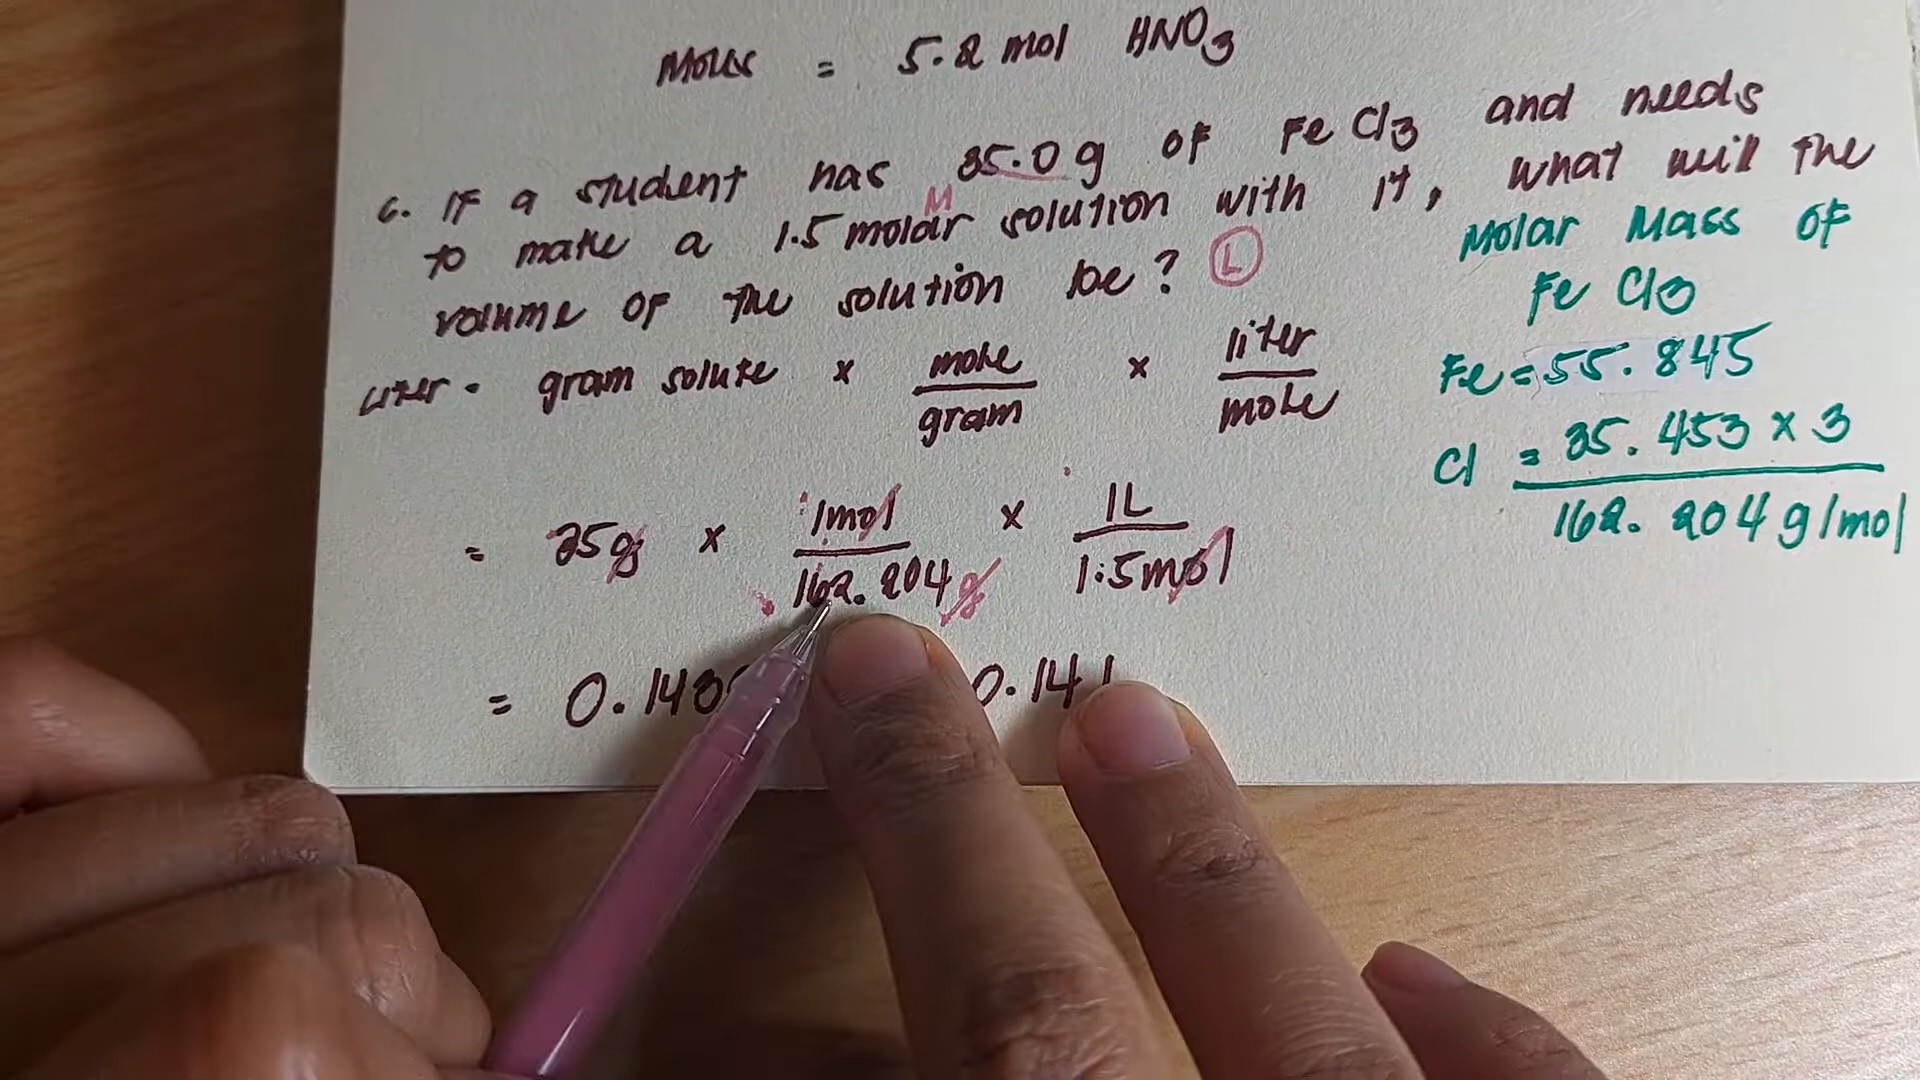 Moles = 5.2 mol HNO3
6. If a student has 35.0 g of FeCl3 and needs
M
to make a 1.5 molar solution with it, what will the
volume of the solution be? L
Liter = gram solute x mole/gram x liter/mole
= 35g x 1mol/162.204g x 1L/1.5mol
= 0.143 0.14 L
Molar Mass of
FeCl3
Fe = 55.845
Cl = 35.453 x 3
162.204 g/mol